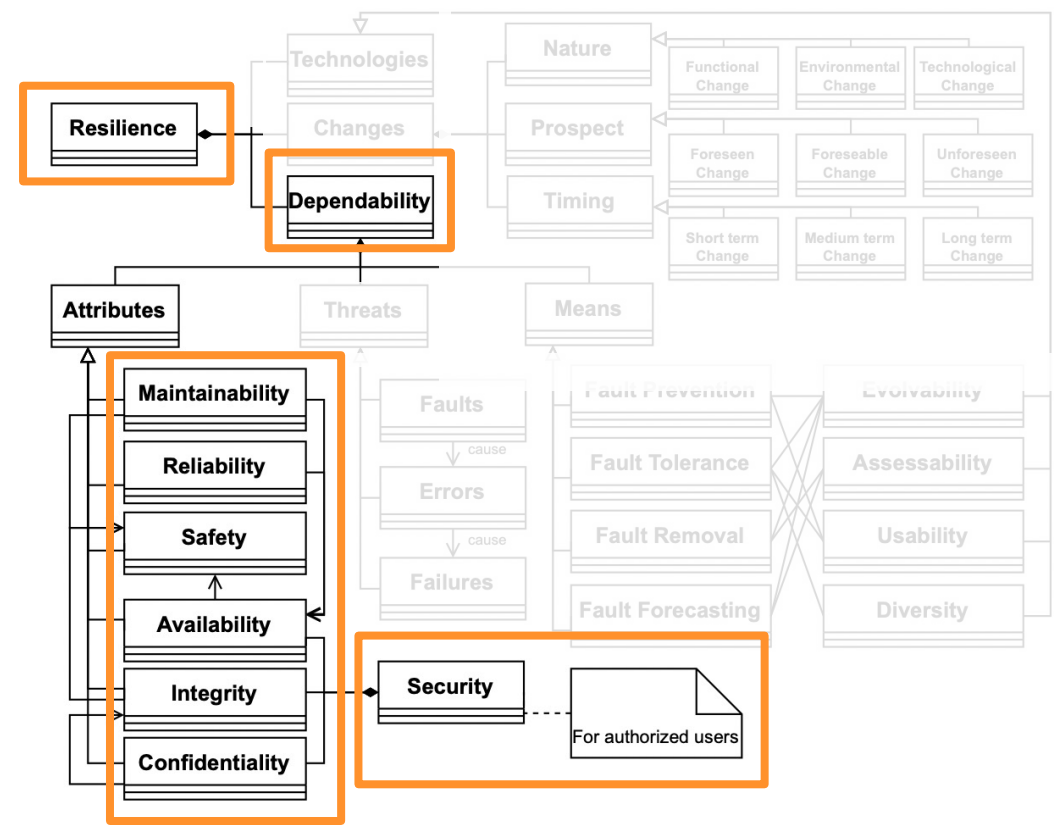 Technologies
Nature
Functional
Change
Environmental
Change
Technological
Change
Resilience
Changes
Prospect
Foreseen
Change
Foreseable
Change
Unforeseen
Change
Dependability
Timing
Short term
Change
Medium term
Change
Long term
Change
Attributes
Threats
Means
Maintainability
Faults
Fault Prevention
Evolvability
cause
Reliability
Errors
Fault Tolerance
Assessability
cause
Safety
Fault Removal
Usability
Failures
Availability
Fault Forecasting
Diversity
Integrity
Security
For authorized users
Confidentiality